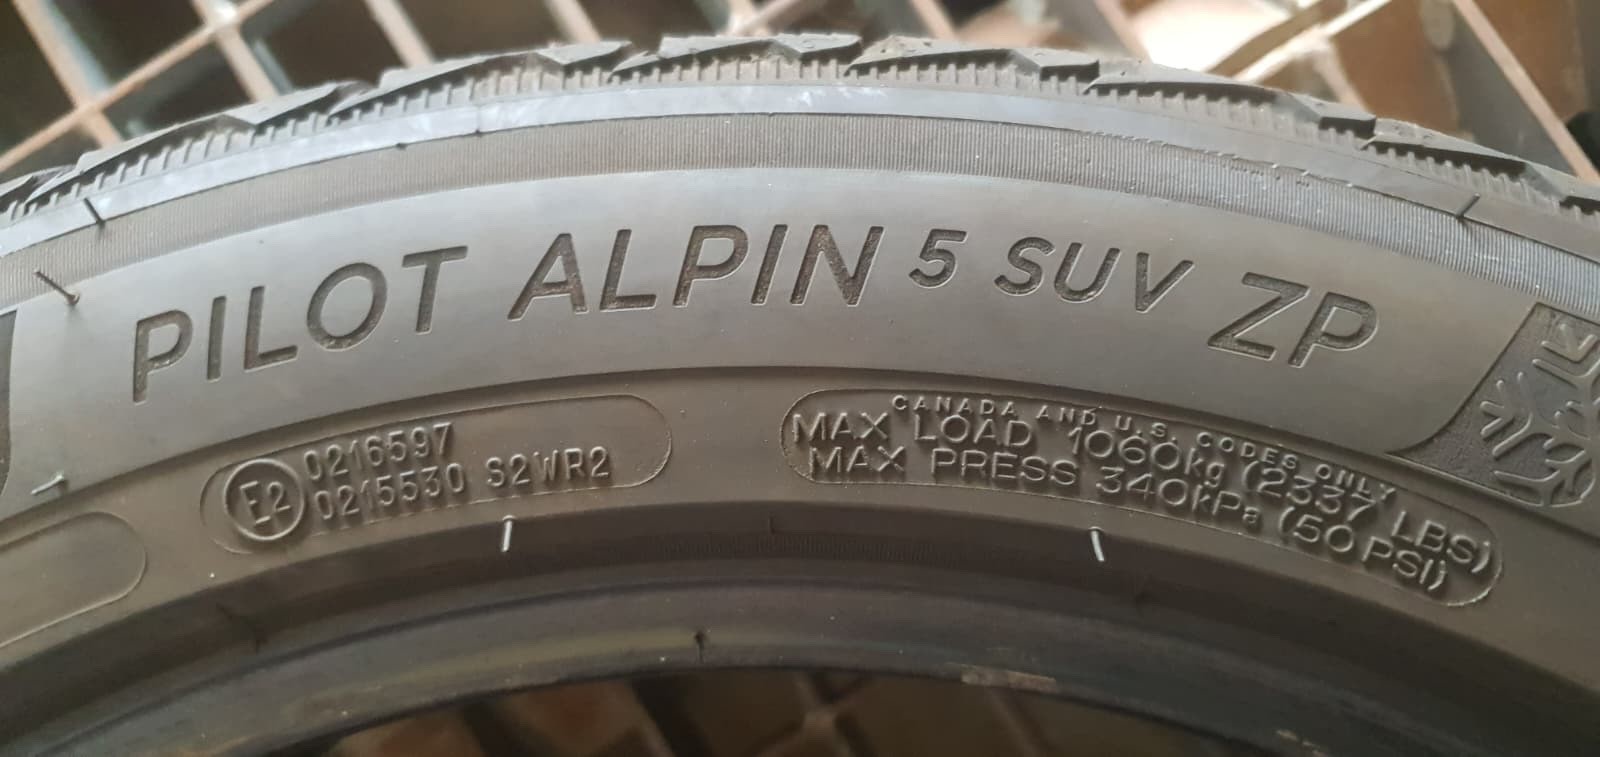 PILOT ALPIN 5 SUV ZP
E2
0216597
0215530 S2WR2
CANADA AND U.S. CODES ONLY
MAX LOAD 1060kg (2337 LBS)
MAX PRESS 340kPa (50 PSI)